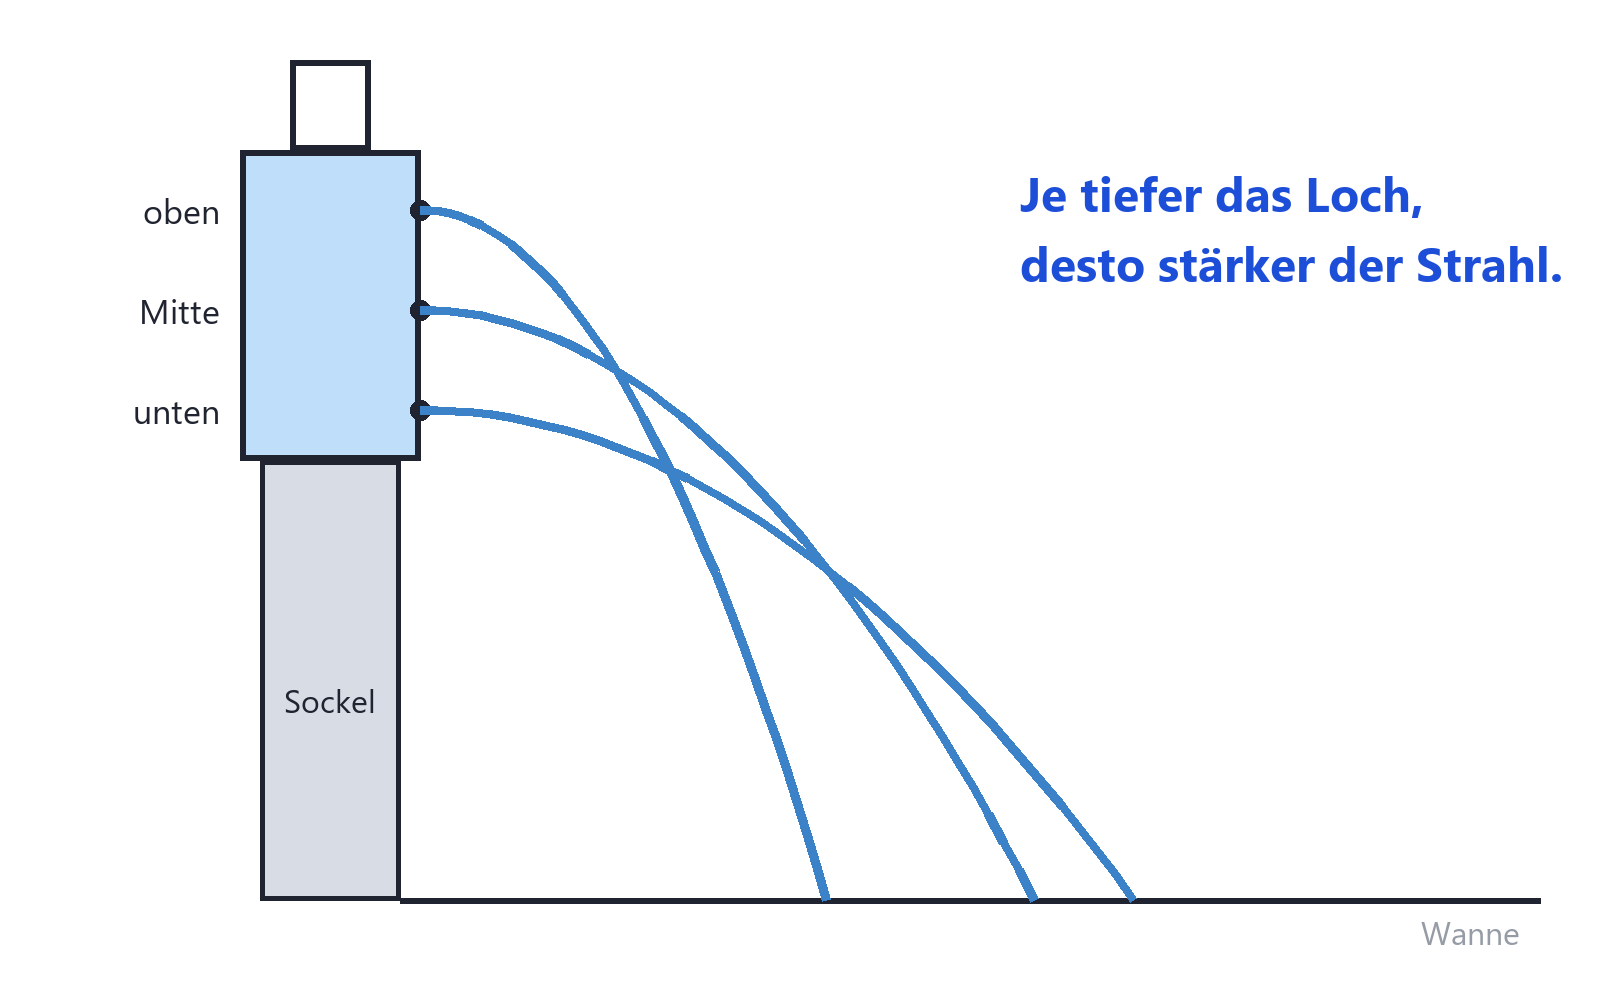 Je tiefer das Loch,
desto stärker der Strahl.
oben
Mitte
unten
Sockel
Wanne